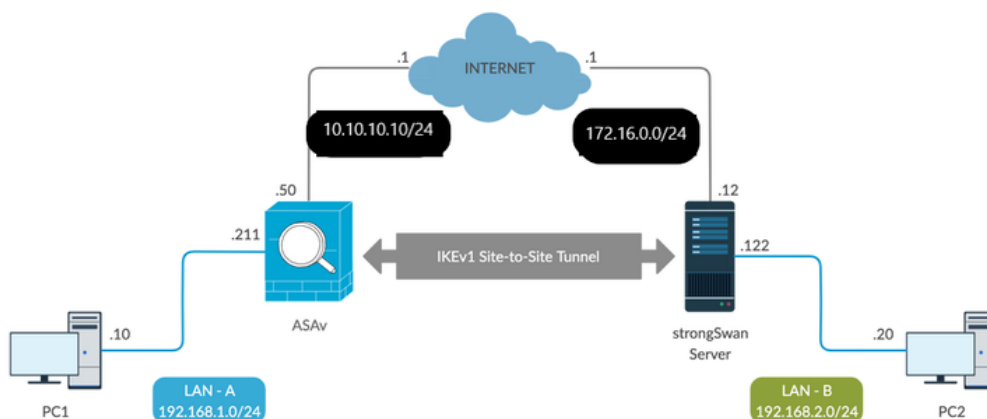 .1
INTERNET
.1
10.10.10.10/24
172.16.0.0/24
.50
.12
.211
IKEv1 Site-to-Site Tunnel
.122
ASAv
strongSwan
Server
.10
.20
PC1
LAN - A
192.168.1.0/24
LAN - B
192.168.2.0/24
PC2